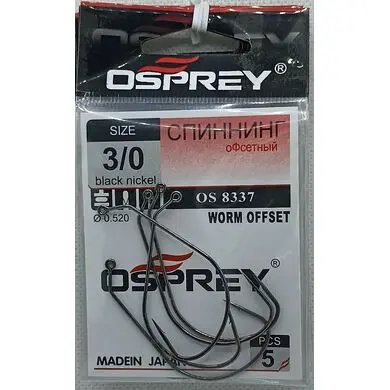 OSPREY®
SIZE
3/0
black nickel
Ø 0.520
СПИННИНГ
оФсетный
OS 8337
WORM OFFSET
OSPREY
MADEIN JAPAN
PCS
5